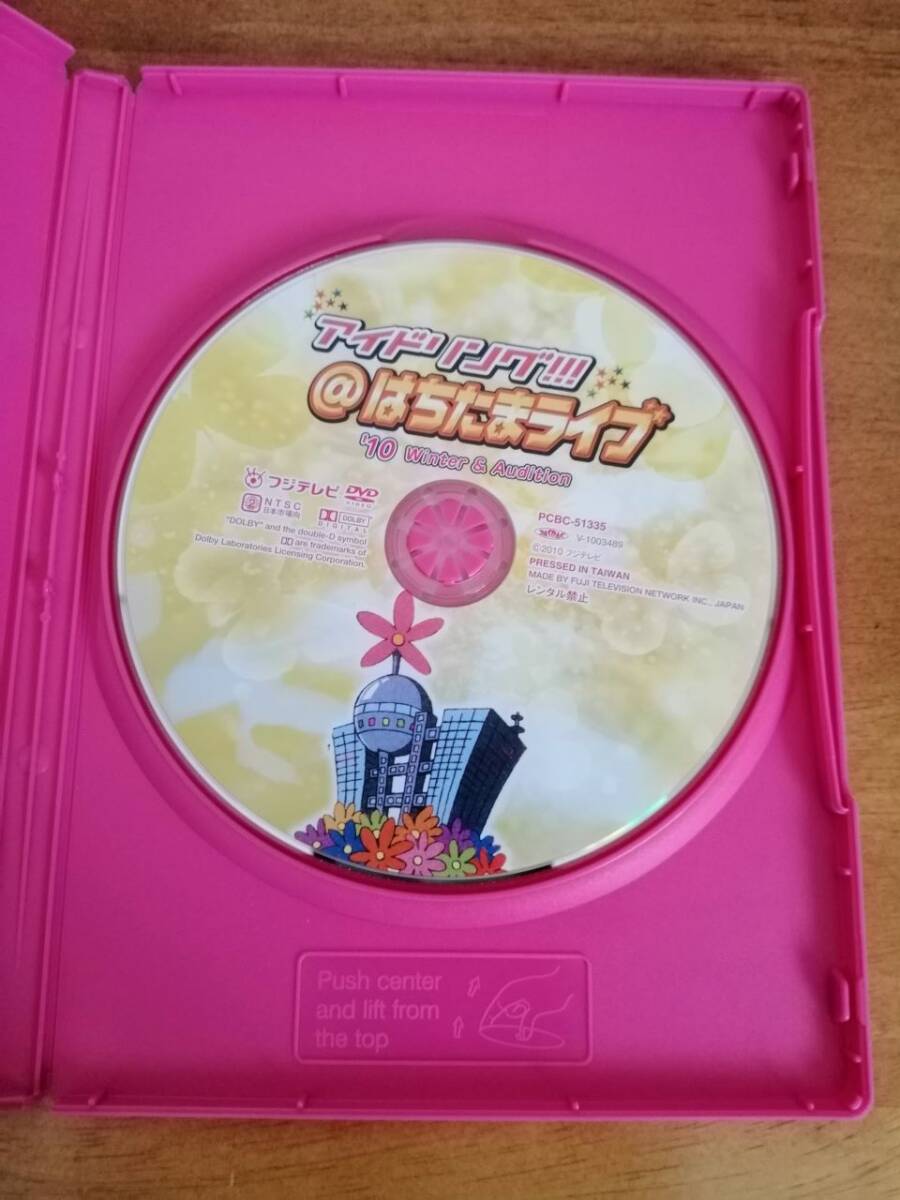 アイドリング!!!
@はちたまライブ
'10 Winter & Audition
フジテレビ DVD VIDEO
2 NTSC 日本市場向 DOLBY DIGITAL
"DOLBY" and the double-D symbol
are trademarks of
Dolby Laboratories Licensing Corporation.
PCBC-51335
V-1003489
©2010 フジテレビ
PRESSED IN TAIWAN
MADE BY FUJI TELEVISION NETWORK INC., JAPAN
レンタル禁止
Push center
and lift from
the top